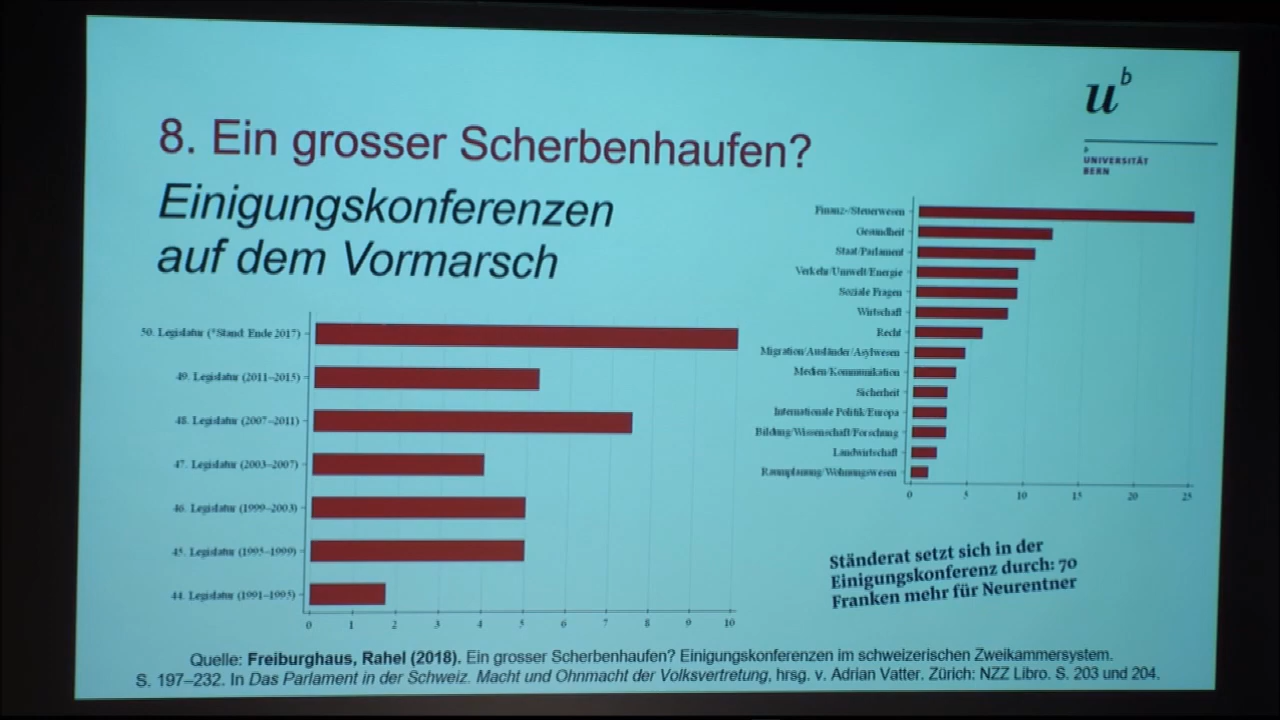 u^b
b
UNIVERSITÄT
BERN
8. Ein grosser Scherbenhaufen?
Einigungskonferenzen
auf dem Vormarsch
50. Legislatur (*Stand: Ende 2017)
49. Legislatur (2011–2015)
48. Legislatur (2007–2011)
47. Legislatur (2003–2007)
46. Legislatur (1999–2003)
45. Legislatur (1995–1999)
44. Legislatur (1991–1995)
0 1 2 3 4 5 6 7 8 9 10
Finanz-/Steuerwesen
Gesundheit
Staat/Parlament
Verkehr/Umwelt/Energie
Soziale Fragen
Wirtschaft
Recht
Migration/Ausländer/Asylwesen
Medien/Kommunikation
Sicherheit
Internationale Politik/Europa
Bildung/Wissenschaft/Forschung
Landwirtschaft
Raumplanung/Wohnungswesen
0 5 10 15 20 25
Ständerat setzt sich in der
Einigungskonferenz durch: 70
Franken mehr für Neurentner
Quelle: Freiburghaus, Rahel (2018). Ein grosser Scherbenhaufen? Einigungskonferenzen im schweizerischen Zweikammersystem.
S. 197–232. In Das Parlament in der Schweiz. Macht und Ohnmacht der Volksvertretung, hrsg. v. Adrian Vatter. Zürich: NZZ Libro. S. 203 und 204.